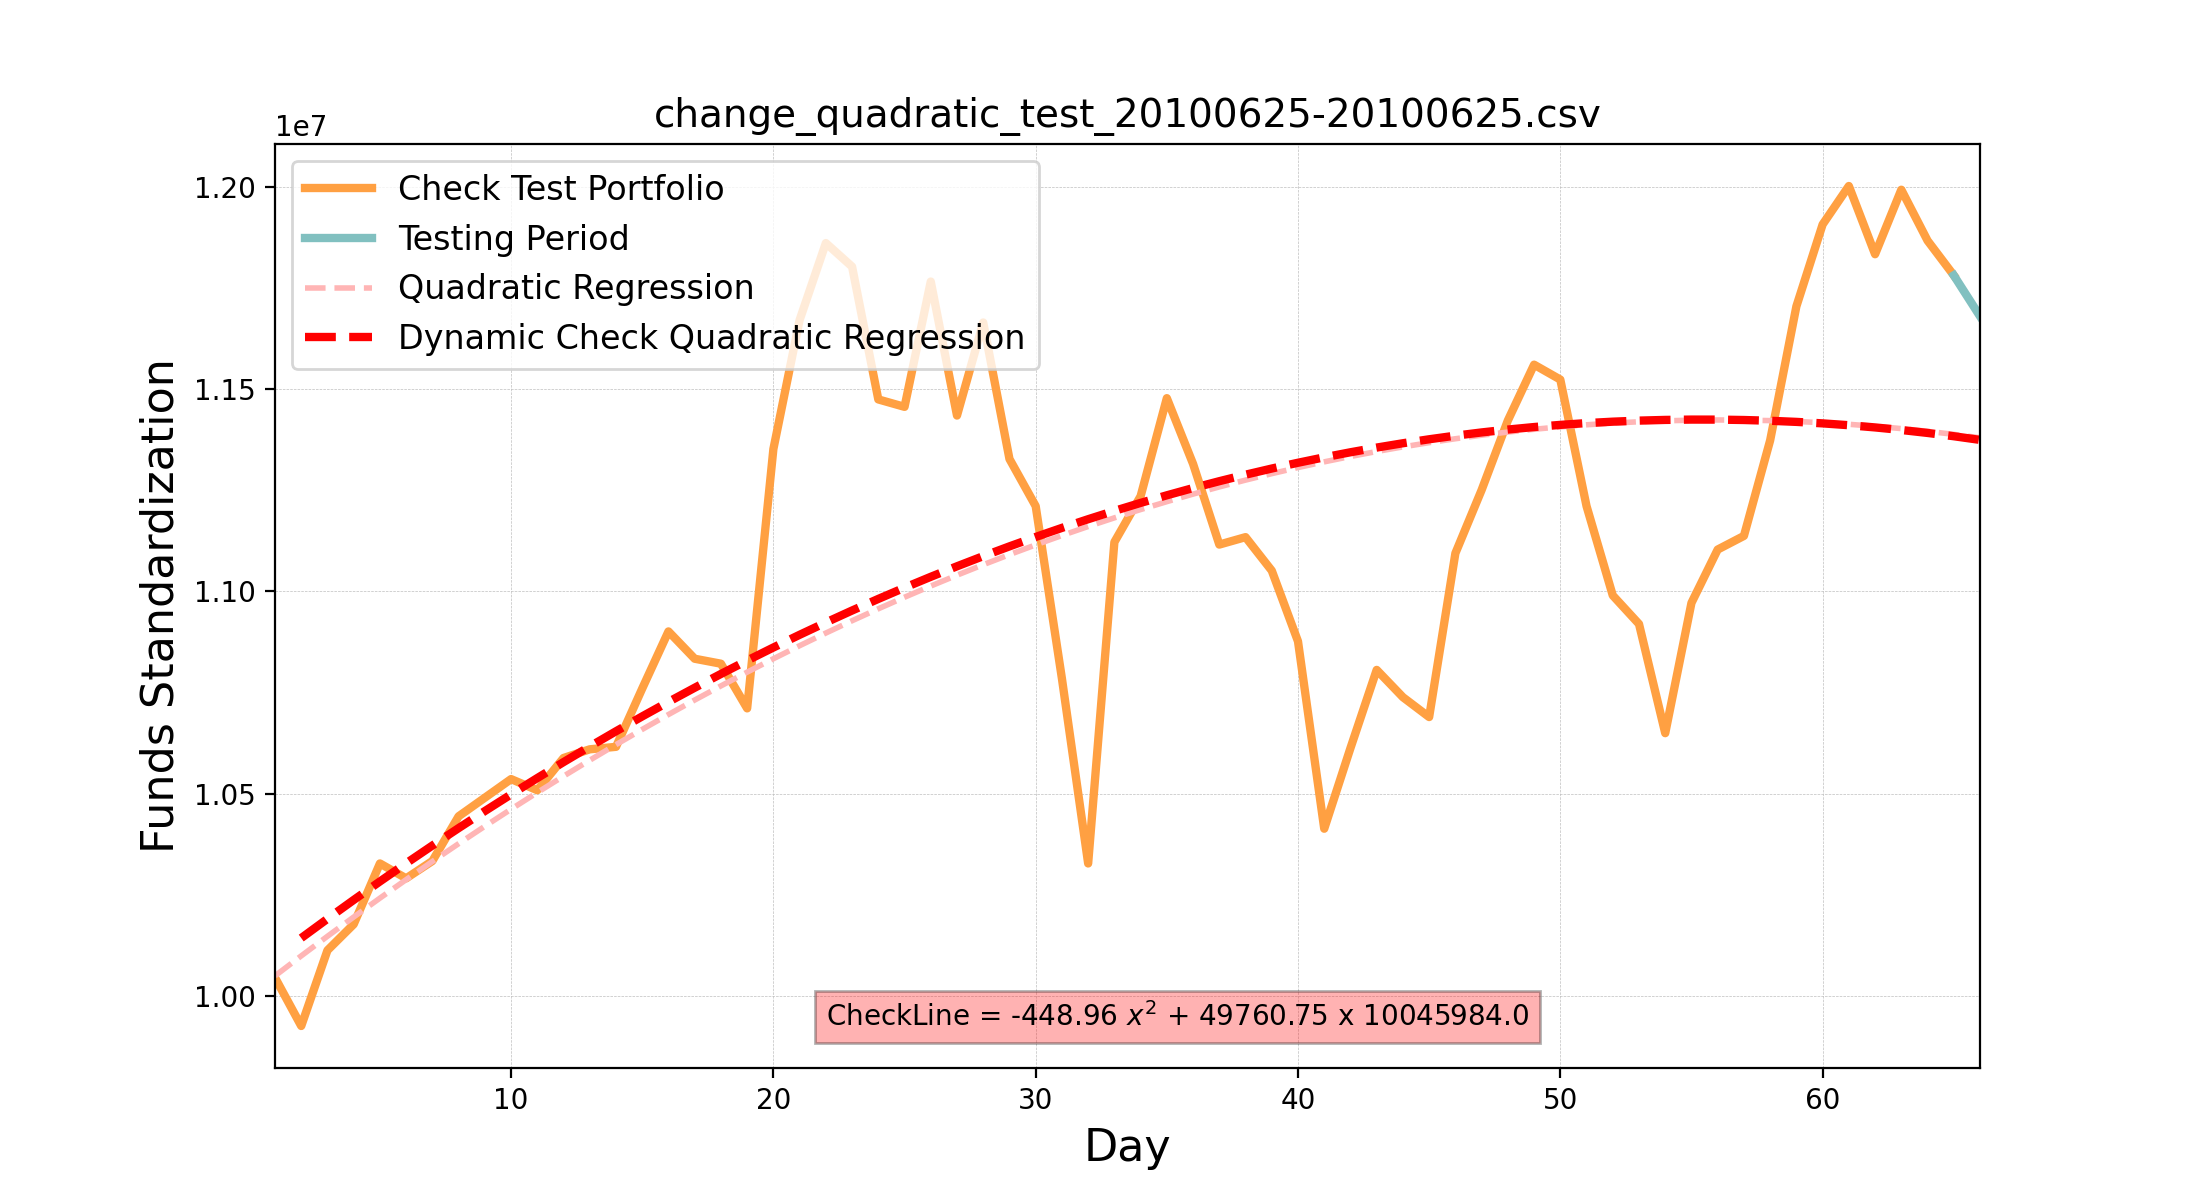 change_quadratic_test_20100625-20100625.csv
1e7
Check Test Portfolio
Testing Period
Quadratic Regression
Dynamic Check Quadratic Regression
1.20
1.15
1.10
1.05
1.00
Funds Standardization
CheckLine = -448.96 x² + 49760.75 x 10045984.0
10 20 30 40 50 60
Day